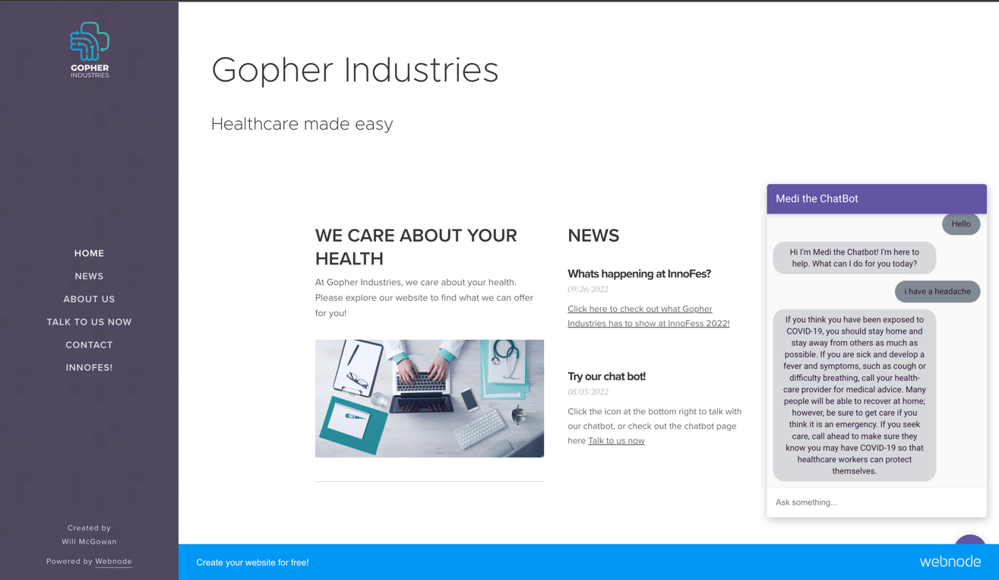 GOPHER
INDUSTRIES
HOME
NEWS
ABOUT US
TALK TO US NOW
CONTACT
INNOFES!
Created by
Will McGowan
Powered by Webnode
Gopher Industries
Healthcare made easy
WE CARE ABOUT YOUR
HEALTH
At Gopher Industries, we care about your health.
Please explore our website to find what we can offer
for you!
NEWS
Whats happening at InnoFes?
09/26/2022
Click here to check out what Gopher
Industries has to show at InnoFess 2022!
Try our chat bot!
08/03/2022
Click the icon at the bottom right to talk with
our chatbot, or check out the chatbot page
here Talk to us now
Medi the ChatBot
Hello
Hi I'm Medi the Chatbot! I'm here to
help. What can I do for you today?
i have a headache
If you think you have been exposed to
COVID-19, you should stay home and
stay away from others as much as
possible. If you are sick and develop a
fever and symptoms, such as cough or
difficulty breathing, call your health-
care provider for medical advice. Many
people will be able to recover at home;
however, be sure to get care if you
think it is an emergency. If you seek
care, call ahead to make sure they
know you may have COVID-19 so that
healthcare workers can protect
themselves.
Ask something...
Create your website for free!
webnode